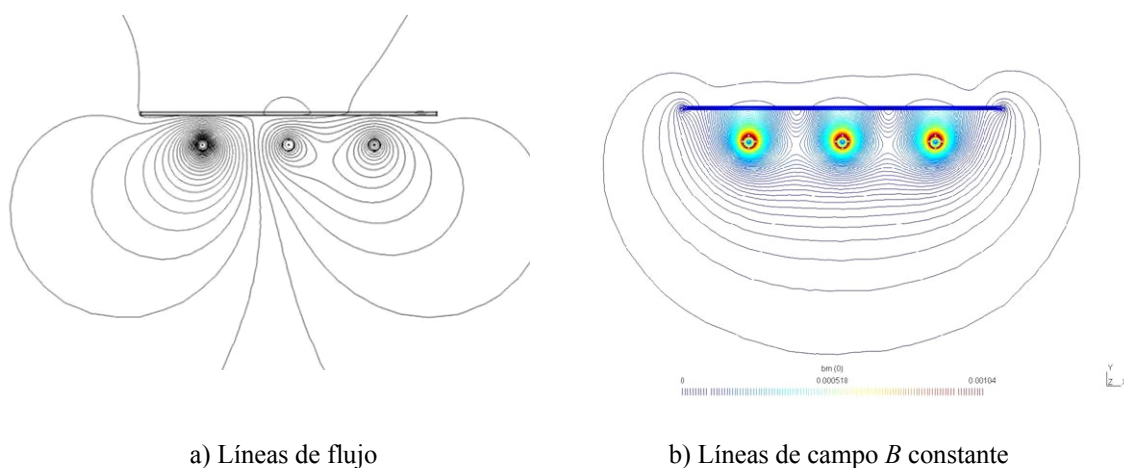 bm (0)
0 0.000518 0.00104
Y
Z X
a) Líneas de flujo b) Líneas de campo B constante